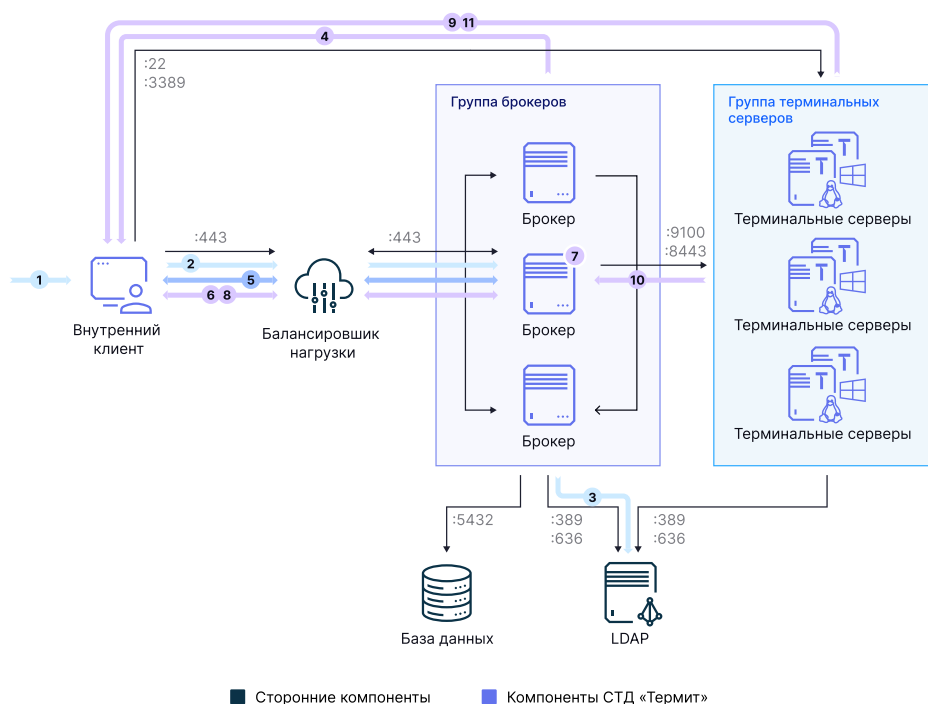 9 11
4
:22
:3389
Группа брокеров
Группа терминальных
серверов
Брокер
Терминальные серверы
:443
:443
:9100
:8443
1
2
5
6 8
7
10
Внутренний
клиент
Балансировшик
нагрузки
Брокер
Терминальные серверы
Брокер
Терминальные серверы
3
:5432
:389
:636
:389
:636
База данных
LDAP
Сторонние компоненты
Компоненты СТД «Термит»